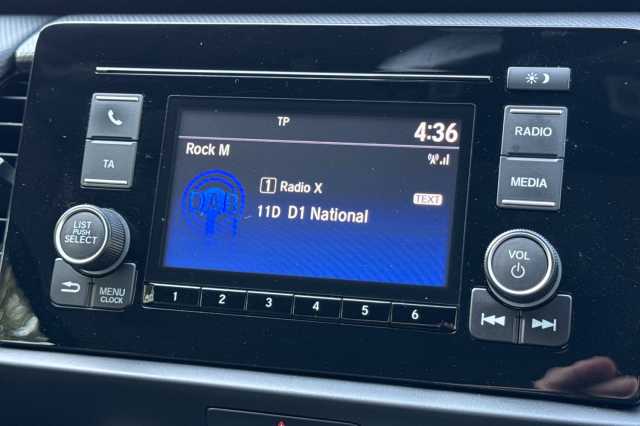 TP
4:36
Rock M
1 Radio X
TEXT
DAB
11D D1 National
TA
LIST
PUSH
SELECT
MENU
CLOCK
1 2 3 4 5 6
RADIO
MEDIA
VOL